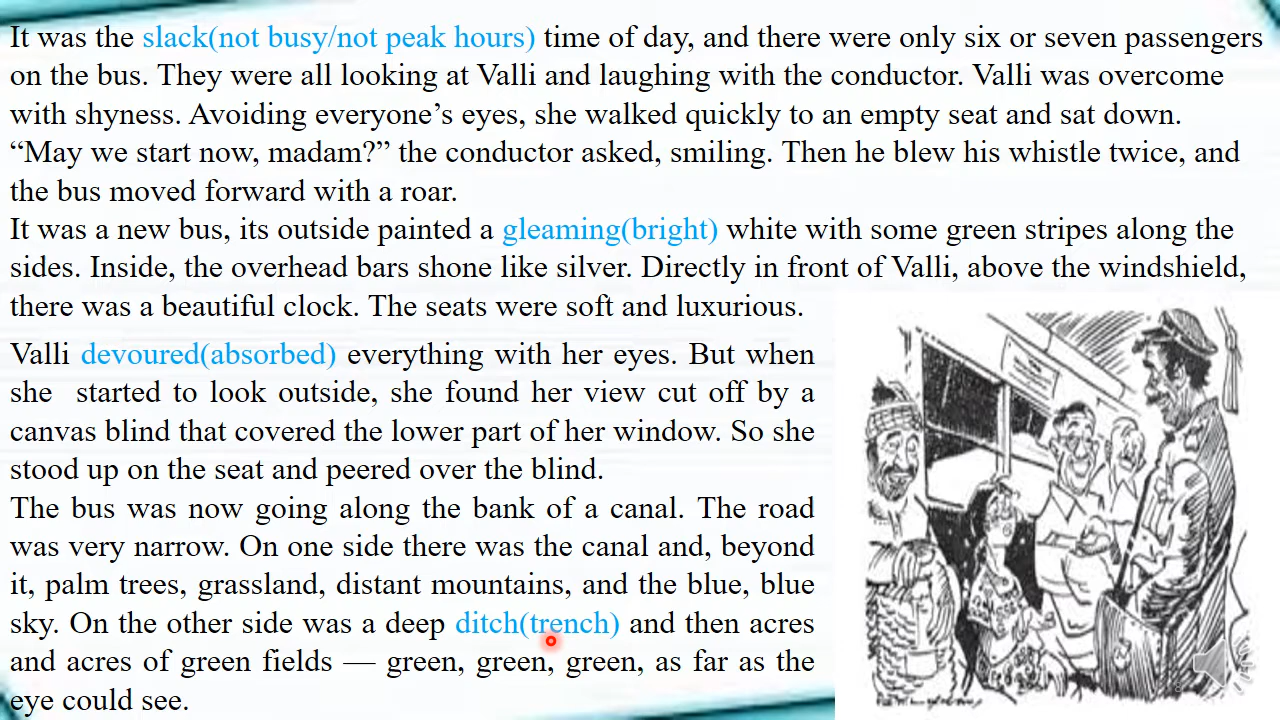 It was the slack(not busy/not peak hours) time of day, and there were only six or seven passengers
on the bus. They were all looking at Valli and laughing with the conductor. Valli was overcome
with shyness. Avoiding everyone’s eyes, she walked quickly to an empty seat and sat down.
“May we start now, madam?” the conductor asked, smiling. Then he blew his whistle twice, and
the bus moved forward with a roar.
It was a new bus, its outside painted a gleaming(bright) white with some green stripes along the
sides. Inside, the overhead bars shone like silver. Directly in front of Valli, above the windshield,
there was a beautiful clock. The seats were soft and luxurious.
Valli devoured(absorbed) everything with her eyes. But when
she started to look outside, she found her view cut off by a
canvas blind that covered the lower part of her window. So she
stood up on the seat and peered over the blind.
The bus was now going along the bank of a canal. The road
was very narrow. On one side there was the canal and, beyond
it, palm trees, grassland, distant mountains, and the blue, blue
sky. On the other side was a deep ditch(trench) and then acres
and acres of green fields — green, green, green, as far as the
eye could see.